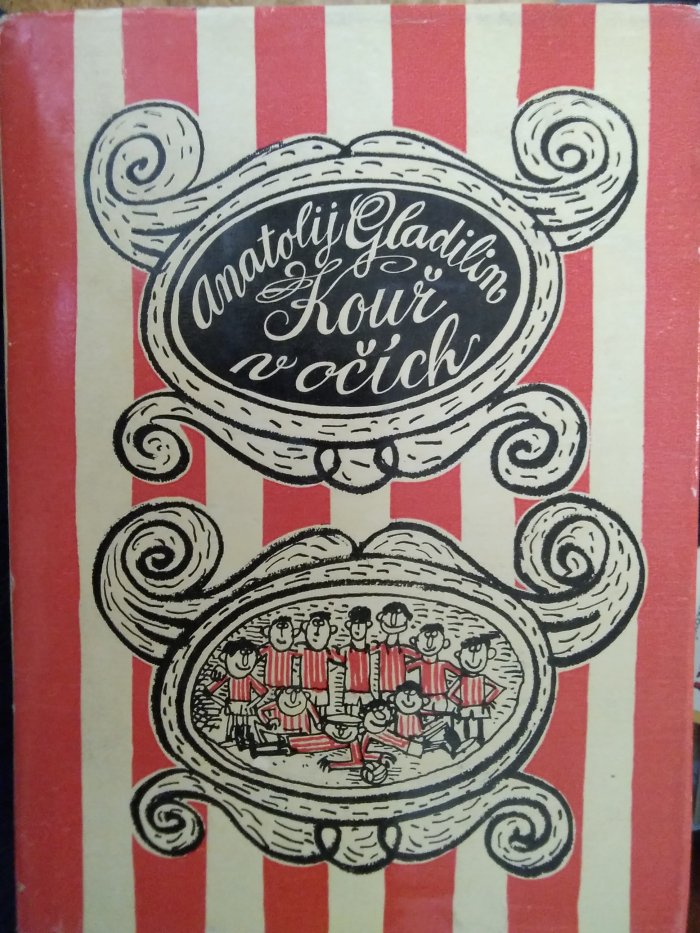 Anatolij Gladilin
Kouř
v očích